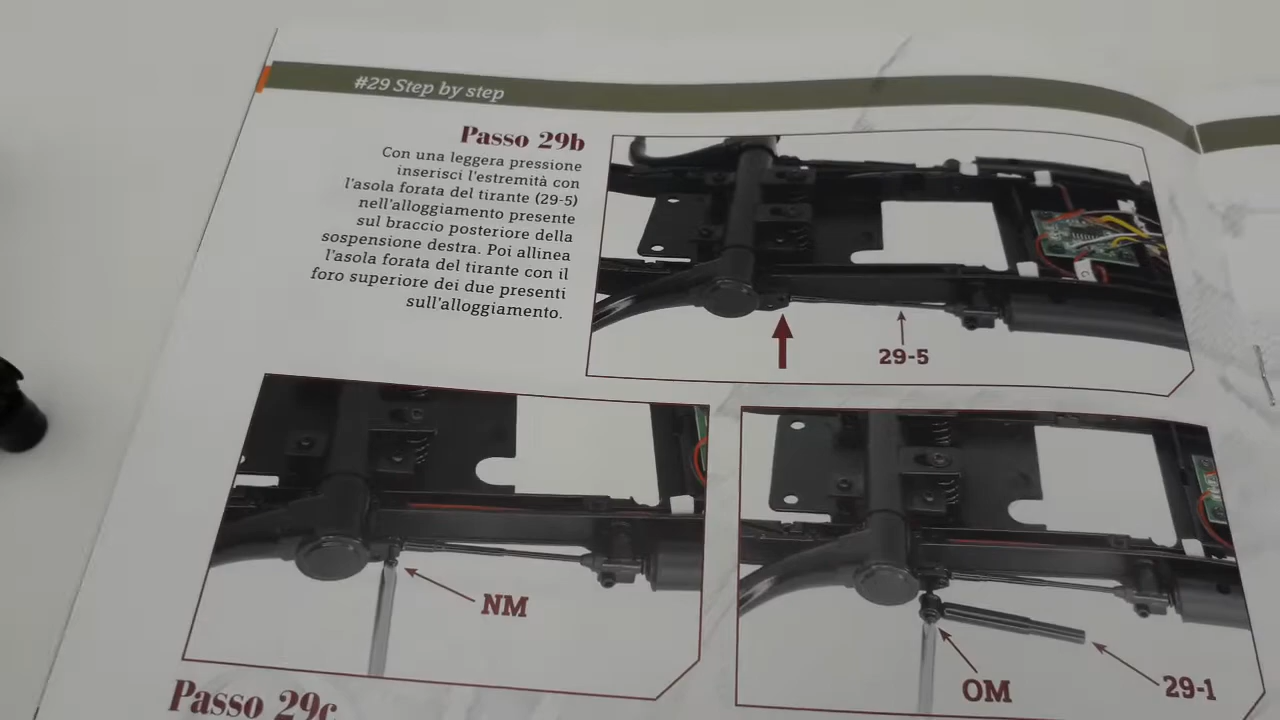 #29 Step by step
Passo 29b
Con una leggera pressione
inserisci l'estremità con
l'asola forata del tirante (29-5)
nell'alloggiamento presente
sul braccio posteriore della
sospensione destra. Poi allinea
l'asola forata del tirante con il
foro superiore dei due presenti
sull'alloggiamento.
29-5
NM
OM
29-1
Passo 29c